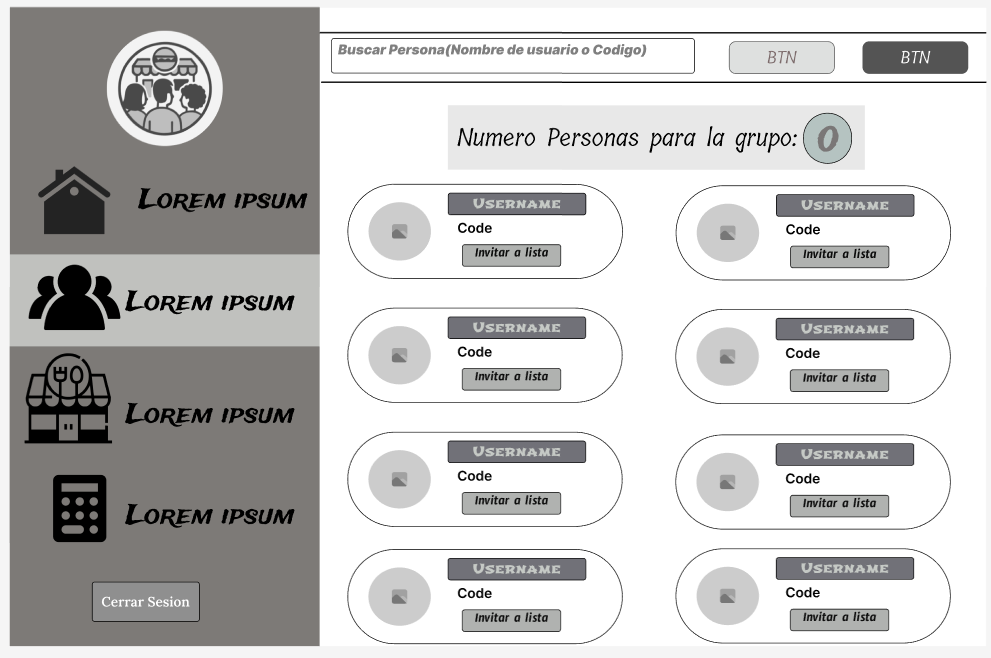 Lorem ipsum
Lorem ipsum
Lorem ipsum
Lorem ipsum
Cerrar Sesion
Buscar Persona(Nombre de usuario o Codigo)
BTN
BTN
Numero Personas para la grupo:
0
Username
Code
Invitar a lista
Username
Code
Invitar a lista
Username
Code
Invitar a lista
Username
Code
Invitar a lista
Username
Code
Invitar a lista
Username
Code
Invitar a lista
Username
Code
Invitar a lista
Username
Code
Invitar a lista